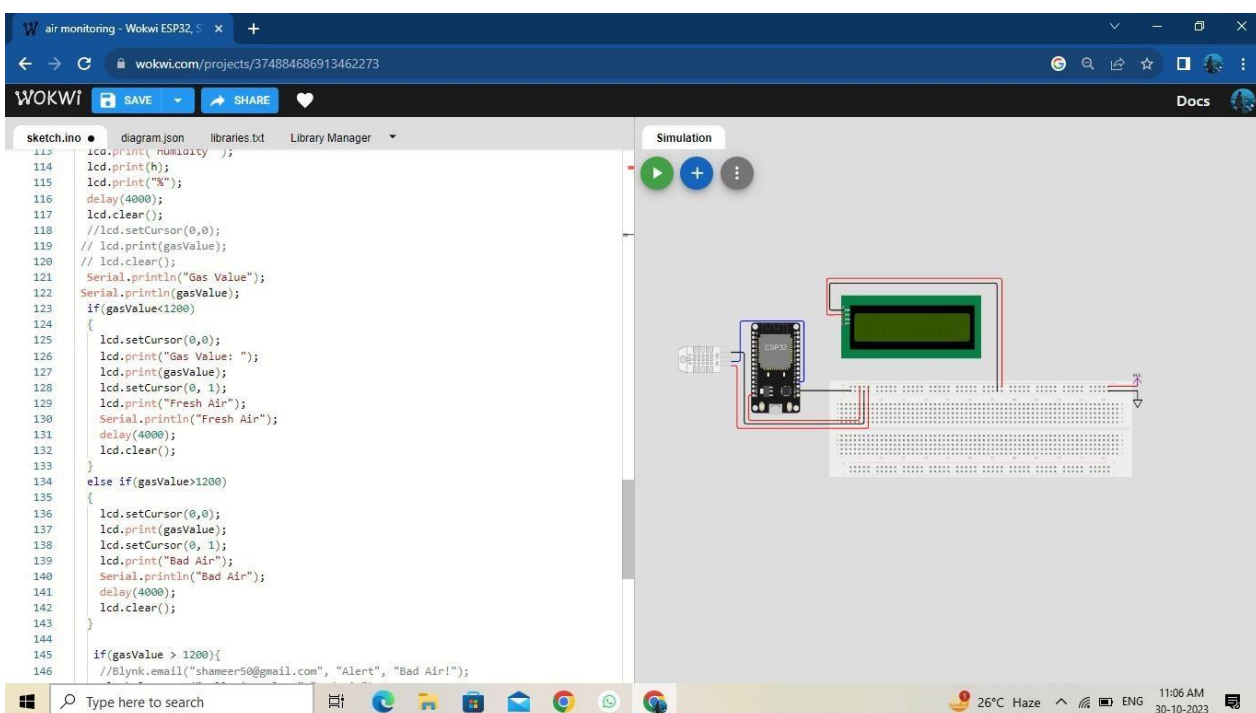 air monitoring - Wokwi ESP32, S
wokwi.com/projects/374884686913462273
WOKWi SAVE SHARE Docs
sketch.ino diagram.json libraries.txt Library Manager Simulation
113 lcd.print("Humidity ");
114 lcd.print(h);
115 lcd.print("%");
116 delay(4000);
117 lcd.clear();
118 //lcd.setCursor(0,0);
119 // lcd.print(gasValue);
120 // lcd.clear();
121 Serial.println("Gas Value");
122 Serial.println(gasValue);
123 if(gasValue<1200)
124 {
125 lcd.setCursor(0,0);
126 lcd.print("Gas Value: ");
127 lcd.print(gasValue);
128 lcd.setCursor(0, 1);
129 lcd.print("Fresh Air");
130 Serial.println("Fresh Air");
131 delay(4000);
132 lcd.clear();
133 }
134 else if(gasValue>1200)
135 {
136 lcd.setCursor(0,0);
137 lcd.print(gasValue);
138 lcd.setCursor(0, 1);
139 lcd.print("Bad Air");
140 Serial.println("Bad Air");
141 delay(4000);
142 lcd.clear();
143 }
144
145 if(gasValue > 1200){
146 //Blynk.email("shameer50@gmail.com", "Alert", "Bad Air!");
ESP32
VCC
Type here to search
26°C Haze ENG
11:06 AM
30-10-2023